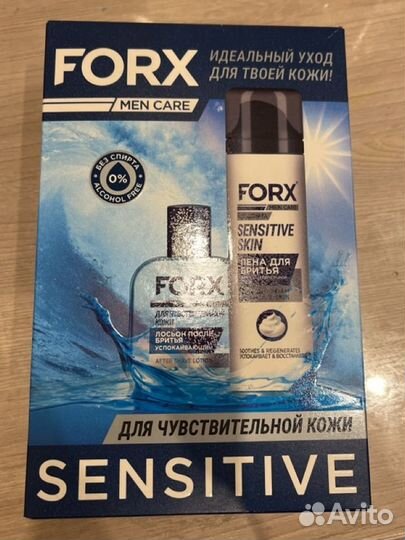 FORX
MEN CARE
ИДЕАЛЬНЫЙ УХОД
ДЛЯ ТВОЕЙ КОЖИ!
БЕЗ СПИРТА
0%
ALCOHOL FREE
FORX
MEN CARE
SENSITIVE
SKIN
ПЕНА ДЛЯ
БРИТЬЯ
SOOTHES & REGENERATES
УСПОКАИВАЕТ &
FORX
ДЛЯ ЧУВСТВИТЕЛЬНОЙ
КОЖИ
ЛОСЬОН ПОСЛЕ
БРИТЬЯ
УСПОКАИВАЮЩИЙ
AFTER SHAVE LOTION
ДЛЯ ЧУВСТВИТЕЛЬНОЙ КОЖИ
SENSITIVE
Avito